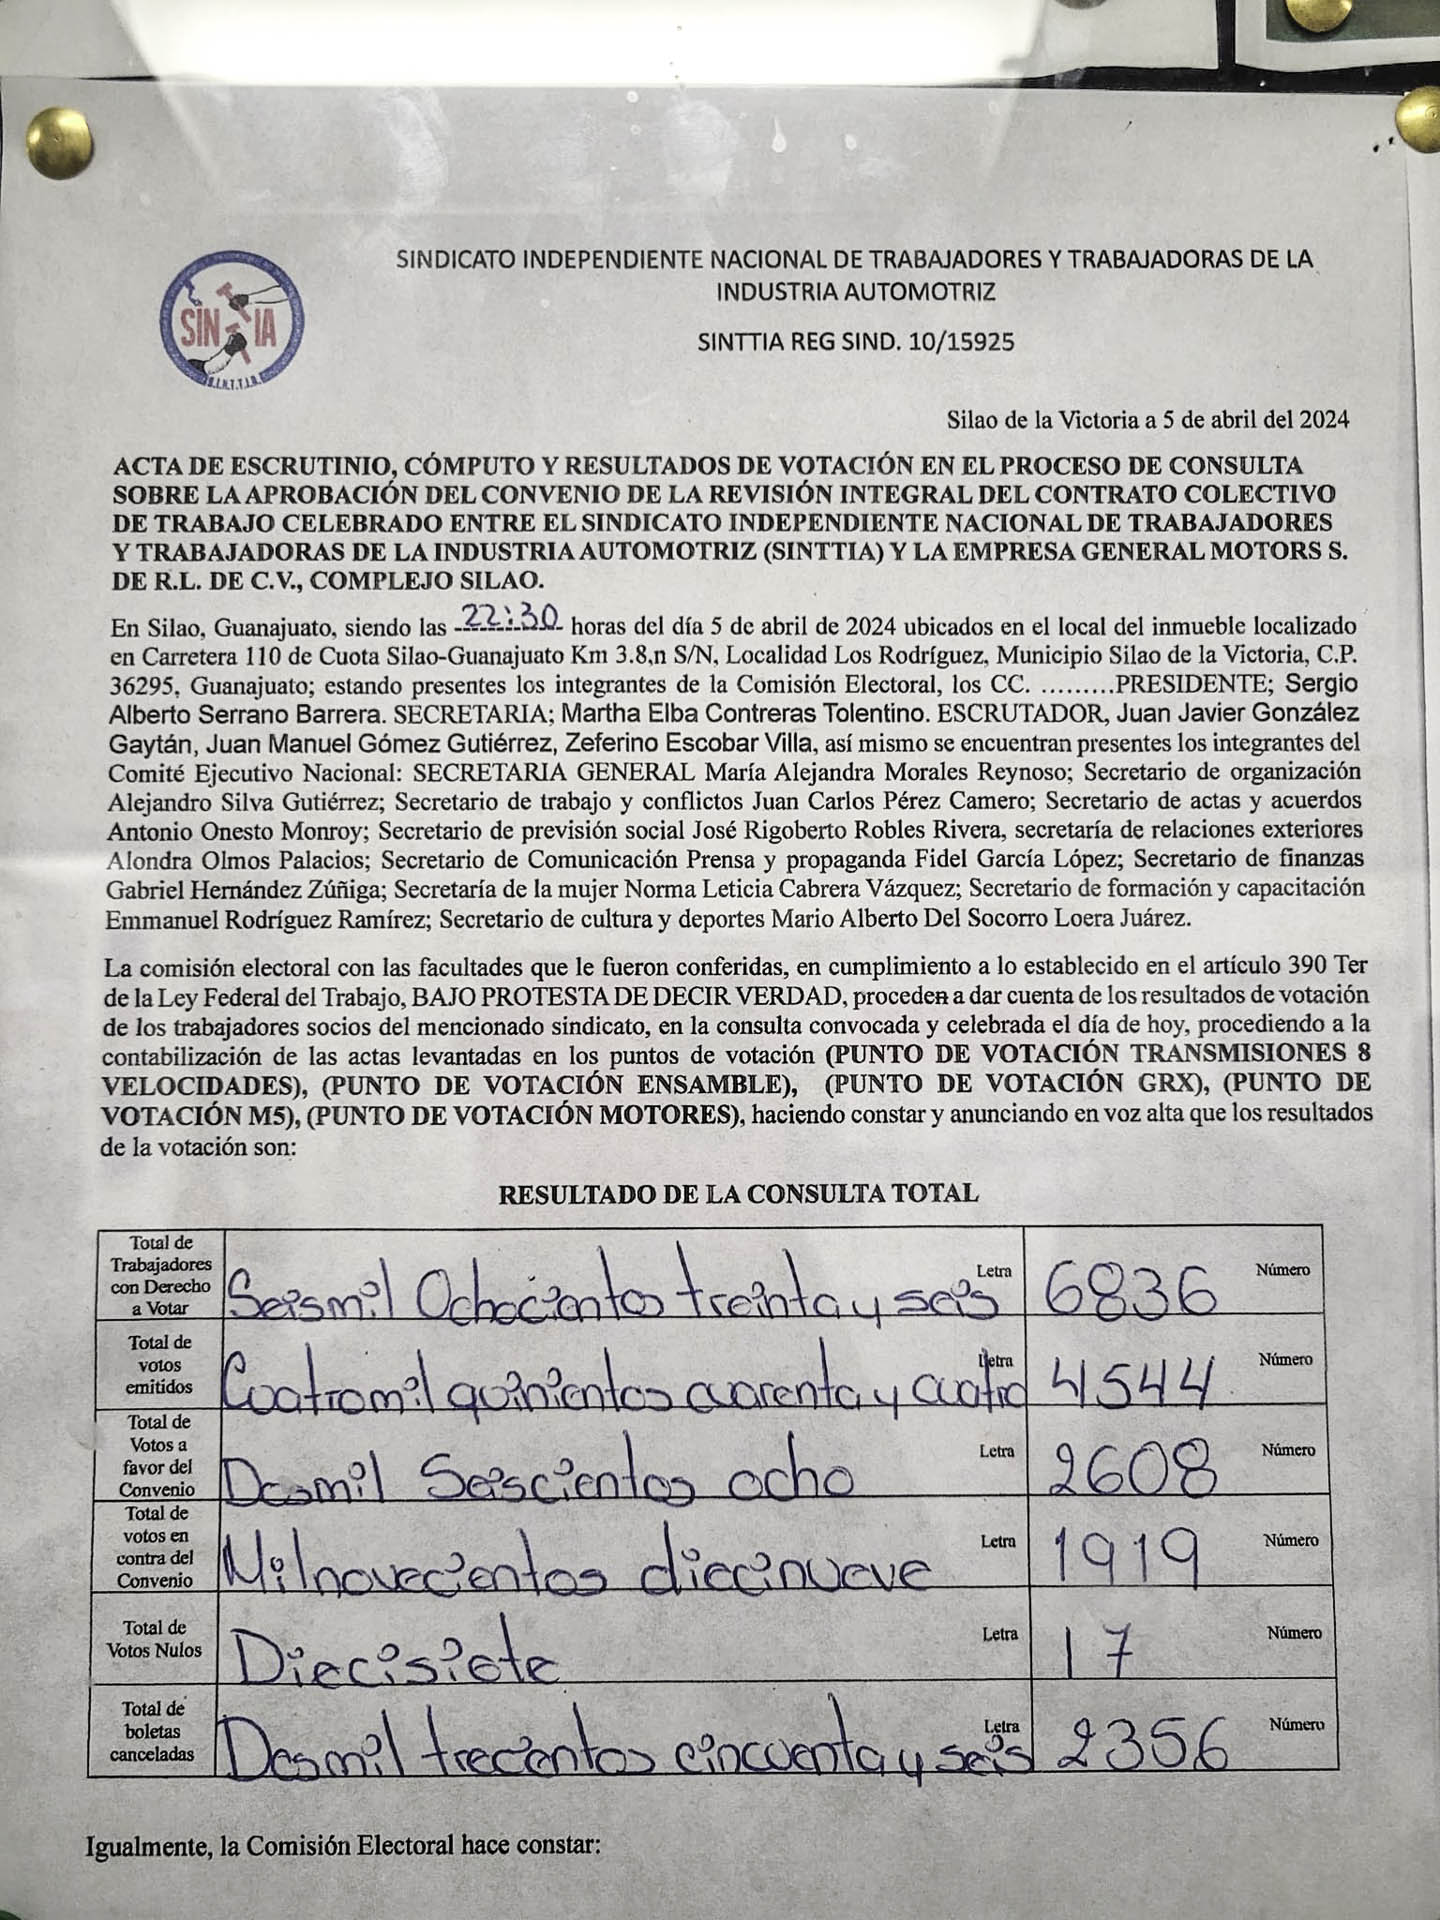 SINDICATO INDEPENDIENTE NACIONAL DE TRABAJADORES Y TRABAJADORAS DE LA
INDUSTRIA AUTOMOTRIZ
SINTTIA REG SIND. 10/15925
SIN IA
S.I.N.T.T.I.A.
Silao de la Victoria a 5 de abril del 2024
ACTA DE ESCRUTINIO, CÓMPUTO Y RESULTADOS DE VOTACIÓN EN EL PROCESO DE CONSULTA
SOBRE LA APROBACIÓN DEL CONVENIO DE LA REVISIÓN INTEGRAL DEL CONTRATO COLECTIVO
DE TRABAJO CELEBRADO ENTRE EL SINDICATO INDEPENDIENTE NACIONAL DE TRABAJADORES
Y TRABAJADORAS DE LA INDUSTRIA AUTOMOTRIZ (SINTTIA) Y LA EMPRESA GENERAL MOTORS S.
DE R.L. DE C.V., COMPLEJO SILAO.
En Silao, Guanajuato, siendo las 22:30 horas del día 5 de abril de 2024 ubicados en el local del inmueble localizado
en Carretera 110 de Cuota Silao-Guanajuato Km 3.8,n S/N, Localidad Los Rodríguez, Municipio Silao de la Victoria, C.P.
36295, Guanajuato; estando presentes los integrantes de la Comisión Electoral, los CC. .........PRESIDENTE; Sergio
Alberto Serrano Barrera. SECRETARIA; Martha Elba Contreras Tolentino. ESCRUTADOR, Juan Javier González
Gaytán, Juan Manuel Gómez Gutiérrez, Zeferino Escobar Villa, así mismo se encuentran presentes los integrantes del
Comité Ejecutivo Nacional: SECRETARIA GENERAL María Alejandra Morales Reynoso; Secretario de organización
Alejandro Silva Gutiérrez; Secretario de trabajo y conflictos Juan Carlos Pérez Camero; Secretario de actas y acuerdos
Antonio Onesto Monroy; Secretario de previsión social José Rigoberto Robles Rivera, secretaría de relaciones exteriores
Alondra Olmos Palacios; Secretario de Comunicación Prensa y propaganda Fidel García López; Secretario de finanzas
Gabriel Hernández Zúñiga; Secretaría de la mujer Norma Leticia Cabrera Vázquez; Secretario de formación y capacitación
Emmanuel Rodríguez Ramírez; Secretario de cultura y deportes Mario Alberto Del Socorro Loera Juárez.
La comisión electoral con las facultades que le fueron conferidas, en cumplimiento a lo establecido en el artículo 390 Ter
de la Ley Federal del Trabajo, BAJO PROTESTA DE DECIR VERDAD, proceden a dar cuenta de los resultados de votación
de los trabajadores socios del mencionado sindicato, en la consulta convocada y celebrada el día de hoy, procediendo a la
contabilización de las actas levantadas en los puntos de votación (PUNTO DE VOTACIÓN TRANSMISIONES 8
VELOCIDADES), (PUNTO DE VOTACIÓN ENSAMBLE), (PUNTO DE VOTACIÓN GRX), (PUNTO DE
VOTACIÓN M5), (PUNTO DE VOTACIÓN MOTORES), haciendo constar y anunciando en voz alta que los resultados
de la votación son:
RESULTADO DE LA CONSULTA TOTAL
Total de
Trabajadores
con Derecho
a Votar
Seismil Ochocientos treinta y seis Letra 6836 Número
Total de
votos
emitidos
Cuatromil quinientos cuarenta y cuatro Letra 4544 Número
Total de
Votos a
favor del
Convenio
Dosmil Seiscientos ocho Letra 2608 Número
Total de
votos en
contra del
Convenio
Milnovecientos diecinueve Letra 1919 Número
Total de
Votos Nulos
Diecisiete Letra 17 Número
Total de
boletas
canceladas
Dosmil trecientos cincuenta y seis Letra 2356 Número
Igualmente, la Comisión Electoral hace constar: